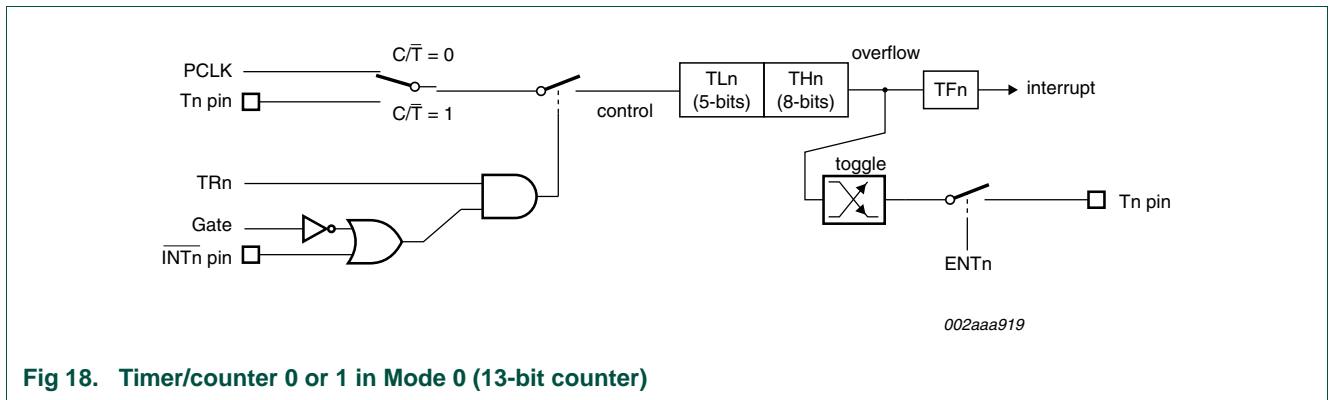 C/T̅ = 0
PCLK
Tn pin
C/T̅ = 1
control
TLn
(5-bits)
THn
(8-bits)
overflow
TFn
interrupt
toggle
Tn pin
ENTn
TRn
Gate
I̅N̅T̅n̅ pin
002aaa919
Fig 18. Timer/counter 0 or 1 in Mode 0 (13-bit counter)